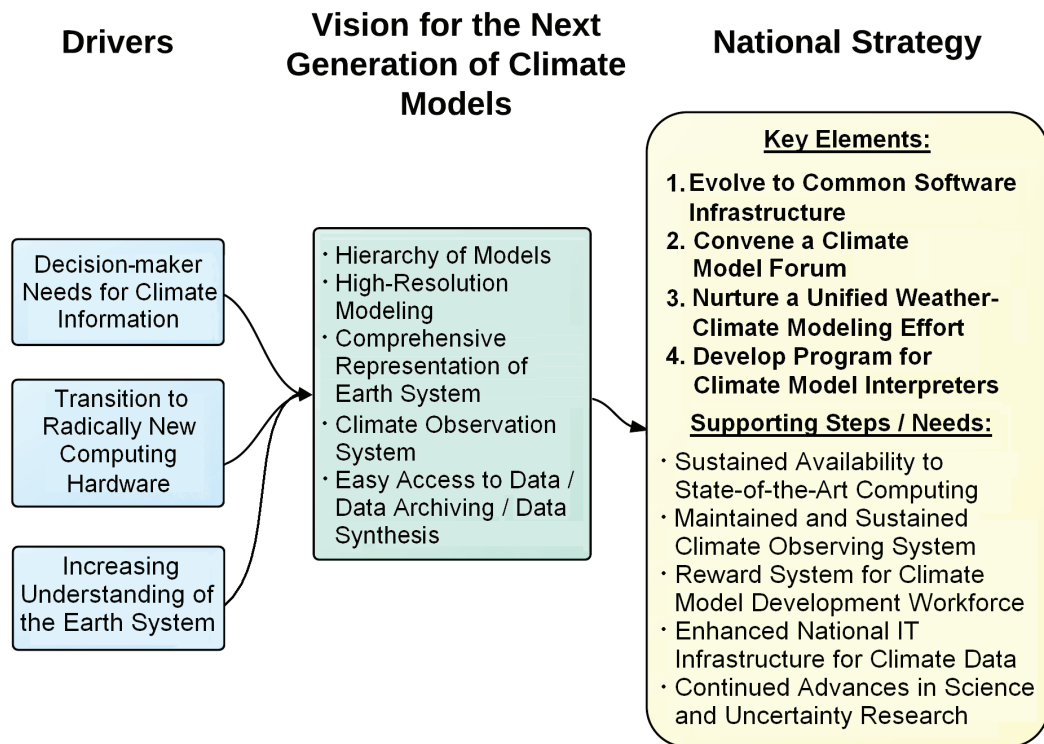 Drivers
Vision for the Next
Generation of Climate
Models
National Strategy
Decision-maker
Needs for Climate
Information
Transition to
Radically New
Computing
Hardware
Increasing
Understanding of
the Earth System
· Hierarchy of Models
· High-Resolution
Modeling
· Comprehensive
Representation of
Earth System
· Climate Observation
System
· Easy Access to Data /
Data Archiving / Data
Synthesis
Key Elements:
1. Evolve to Common Software
Infrastructure
2. Convene a Climate
Model Forum
3. Nurture a Unified Weather-
Climate Modeling Effort
4. Develop Program for
Climate Model Interpreters
Supporting Steps / Needs:
· Sustained Availability to
State-of-the-Art Computing
· Maintained and Sustained
Climate Observing System
· Reward System for Climate
Model Development Workforce
· Enhanced National IT
Infrastructure for Climate Data
· Continued Advances in Science
and Uncertainty Research